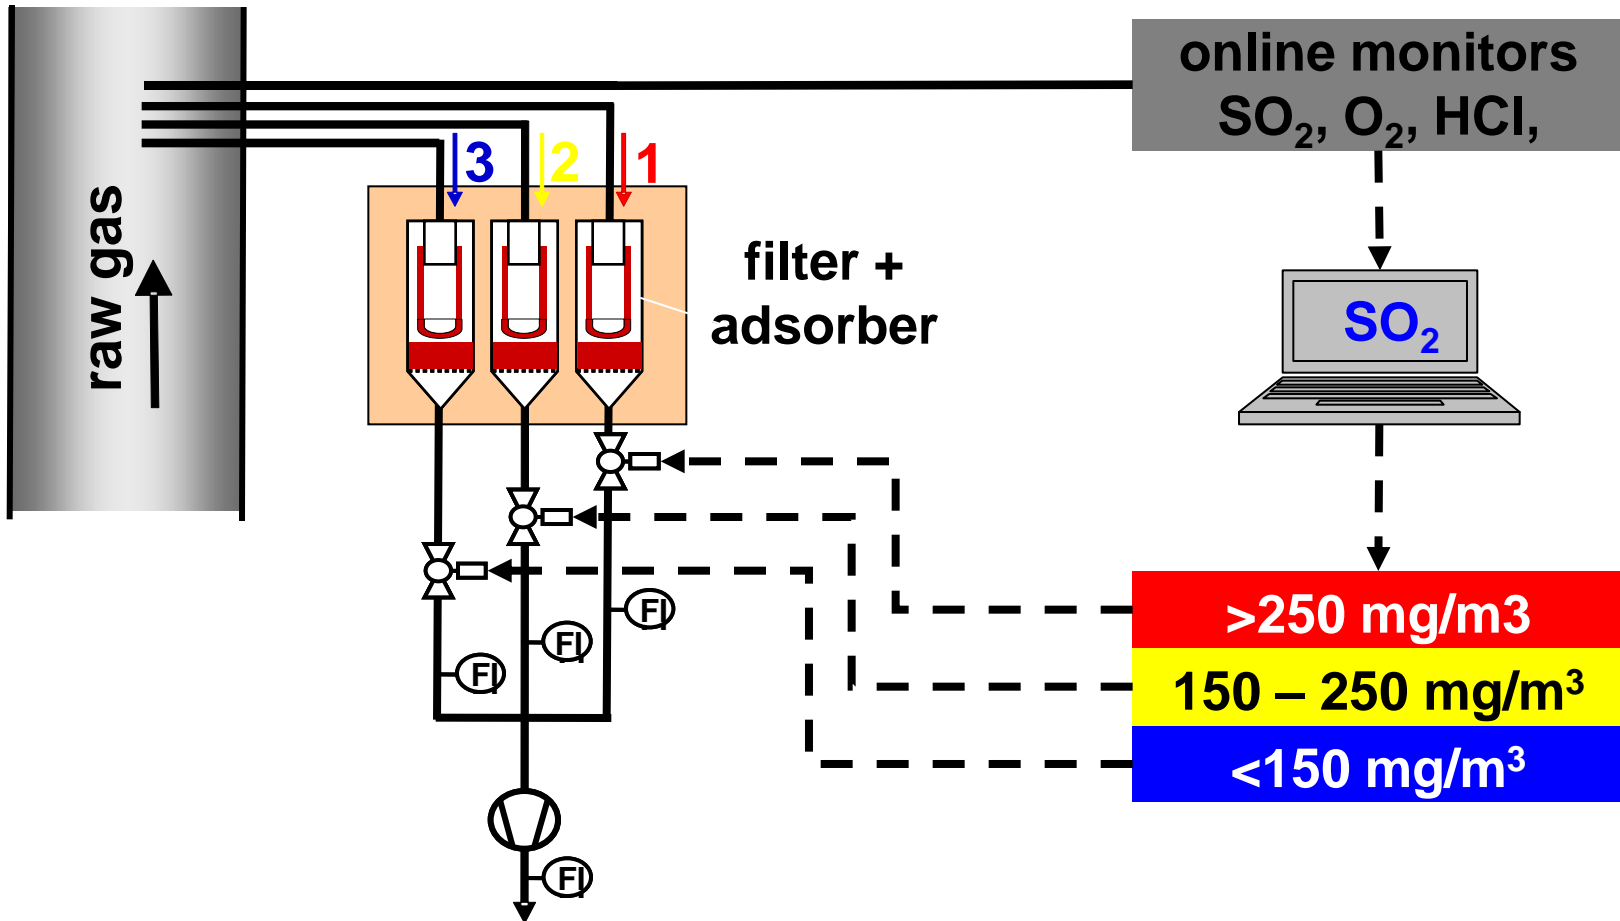 online monitors
SO₂, O₂, HCl,
3
2
1
raw gas
filter +
adsorber
SO₂
>250 mg/m3
150 – 250 mg/m³
<150 mg/m³
FI
FI
FI
FI